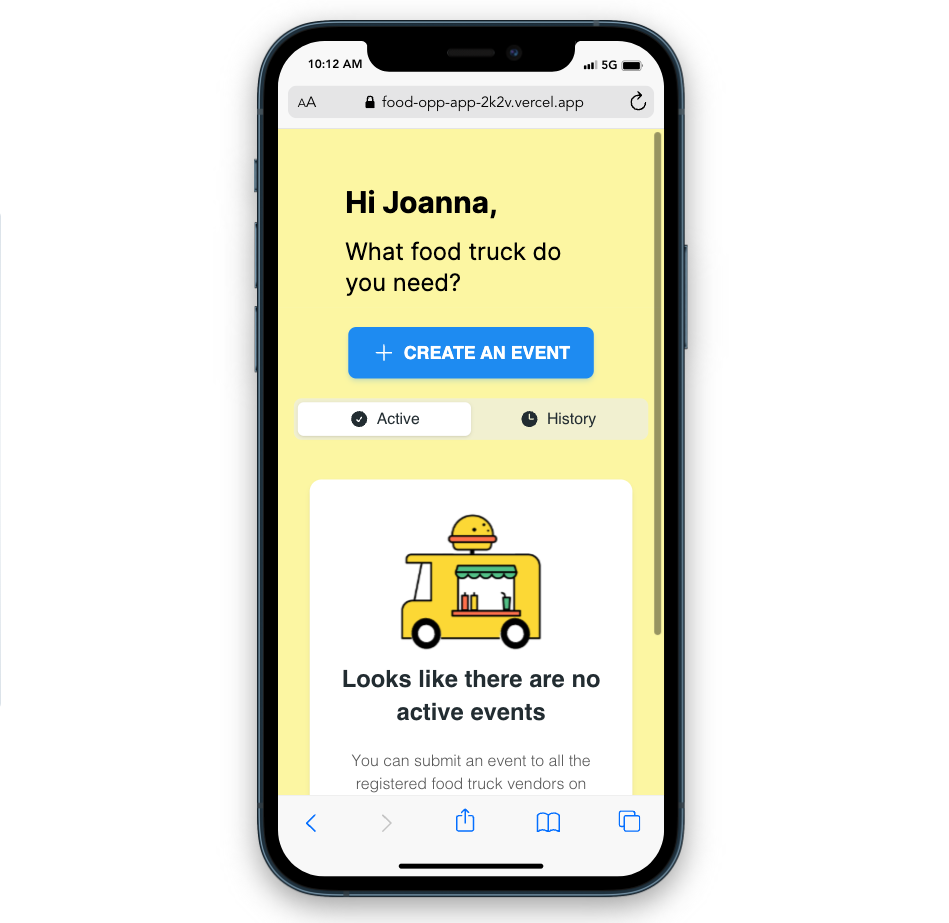 10:12 AM
5G
AA
food-opp-app-2k2v.vercel.app
Hi Joanna,
What food truck do
you need?
+ CREATE AN EVENT
Active
History
Looks like there are no
active events
You can submit an event to all the
registered food truck vendors on